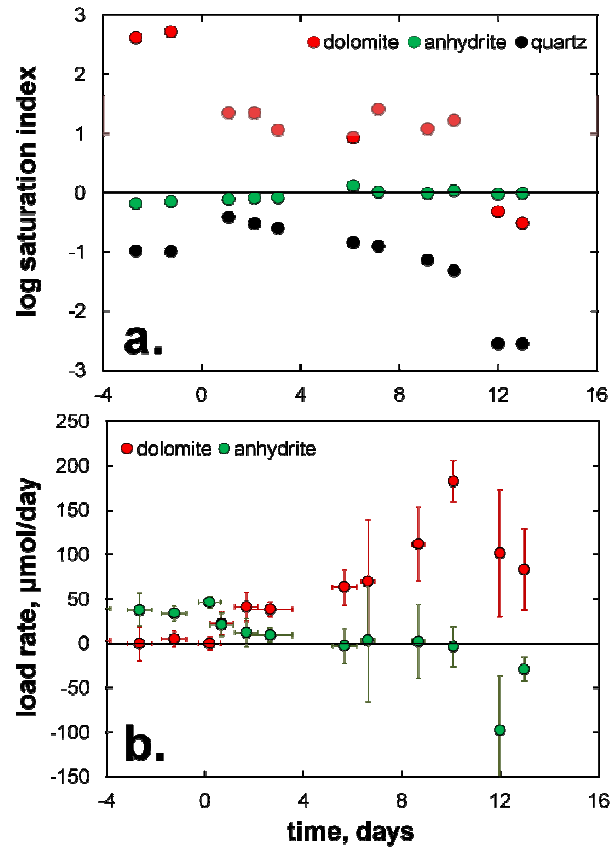 3
dolomite anhydrite quartz
2
1
0
-1
-2
-3
log saturation index
a.
-4 0 4 8 12 16
250
dolomite anhydrite
200
150
100
50
0
-50
-100
-150
load rate, µmol/day
b.
-4 0 4 8 12 16
time, days